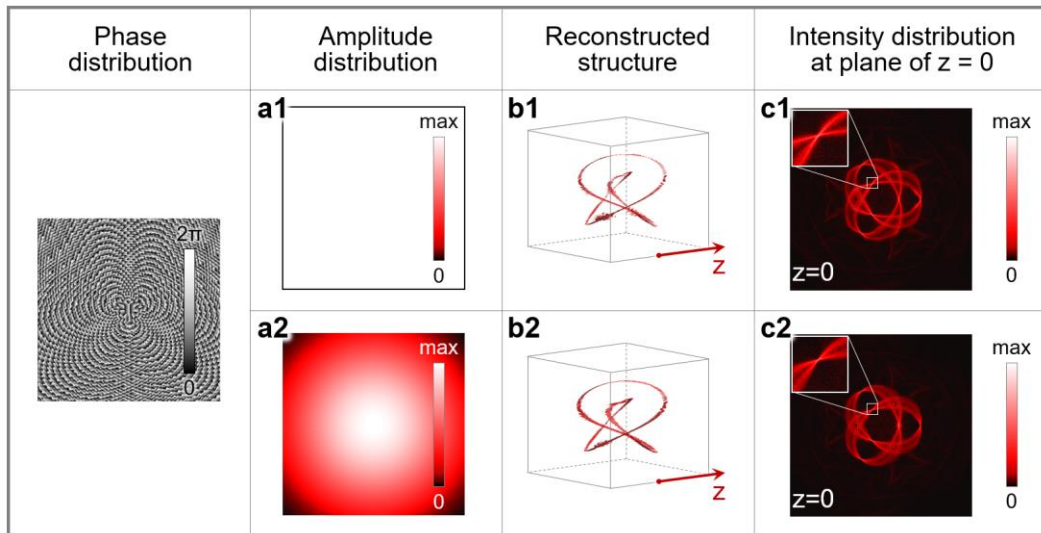 Phase
distribution
Amplitude
distribution
Reconstructed
structure
Intensity distribution
at plane of z = 0
2π
0
a1
max
0
b1
z
c1
z=0
max
0
a2
max
0
b2
z
c2
z=0
max
0